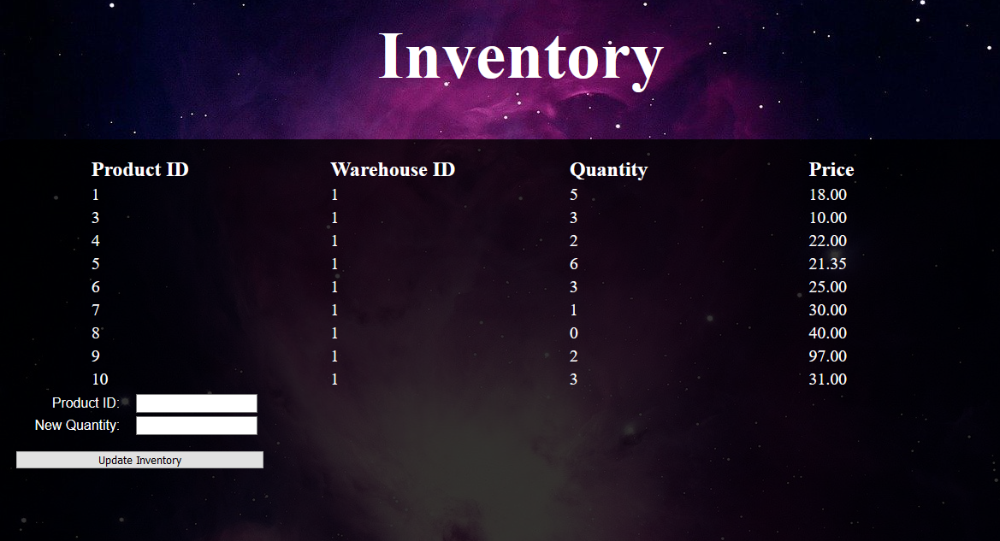 Inventory
Product ID Warehouse ID Quantity Price
1 1 5 18.00
3 1 3 10.00
4 1 2 22.00
5 1 6 21.35
6 1 3 25.00
7 1 1 30.00
8 1 0 40.00
9 1 2 97.00
10 1 3 31.00
Product ID:
New Quantity:
Update Inventory